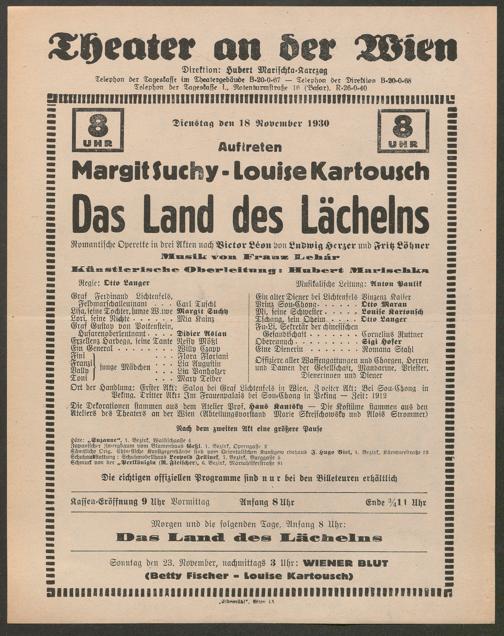 Theater an der Wien
Direktion: Hubert Marischka-Karczag
Telephon der Tageskasse im Theatergebäude B-20-0-67 — Telephon der Direktion B-20-0-68
Telephon der Tageskasse I., Rotenturmstraße 16 (Basar), R-26-0-40
8 UHR
Dienstag den 18 November 1930
8 UHR
Auftreten
Margit Suchy - Louise Kartousch
Das Land des Lächelns
Romantische Operette in drei Akten nach Victor Léon von Ludwig Herzer und Fritz Löhner
Musik von Franz Lehár
Künstlerische Oberleitung: Hubert Marischka
Regie: Otto Langer
Musikalische Leitung: Anton Paulik
Graf Ferdinand Lichtenfels,
Feldmarschalleutnant . . Carl Tuschl
Lisa, seine Tochter, junge Witwe Margit Suchy
Lori, seine Nichte . . . . Mia Rainy
Graf Gustav von Pottenstein,
Husarenoberleutnant . . . Didier Aslan
Exzellenz Hardegg, seine Tante
Ein General
Fini
Franzi
Vally
Toni
junge Mädchen
Flora Floriani
Lia Augustin
Mary Treiber
Ein alter Diener bei Lichtenfels Vinzenz Kaiser
Prinz Sou-Chong . . . . Otto Maran
Mi, seine Schwester . . . Louise Kartousch
Tschang, sein Oheim . . . Otto Langer
Fu-Li, Sekretär der chinesischen
Gesandtschaft . . . . Cornelius Kuttner
Obereunuch . . . . Sigi Hofer
Eine Dienerin . . . . Romana Stahl
Offiziere aller Waffengattungen und Chargen, Herren
und Damen der Gesellschaft, Mandarine, Priester,
Dienerinnen und Diener
Ort der Handlung: Erster Akt: Salon bei Graf Lichtenfels in Wien. Zweiter Akt: Bei Sou-Chong in
Peking. Dritter Akt: Im Frauenpalais bei Sou-Chong in Peking — Zeit: 1912
Die Dekorationen stammen aus dem Atelier Prof. Hans Kautsky — Die Kostüme stammen aus den
Ateliers des Theaters an der Wien
Nach dem zweiten Akt eine größere Pause
Die richtigen offiziellen Programme sind nur bei den Billeteuren erhältlich
Kassen-Eröffnung 9 Uhr Vormittag Anfang 8 Uhr Ende ¾11 Uhr
Morgen und die folgenden Tage, Anfang 8 Uhr:
Das Land des Lächelns
Sonntag den 23. November, nachmittags 3 Uhr: WIENER BLUT
(Betty Fischer - Louise Kartousch)